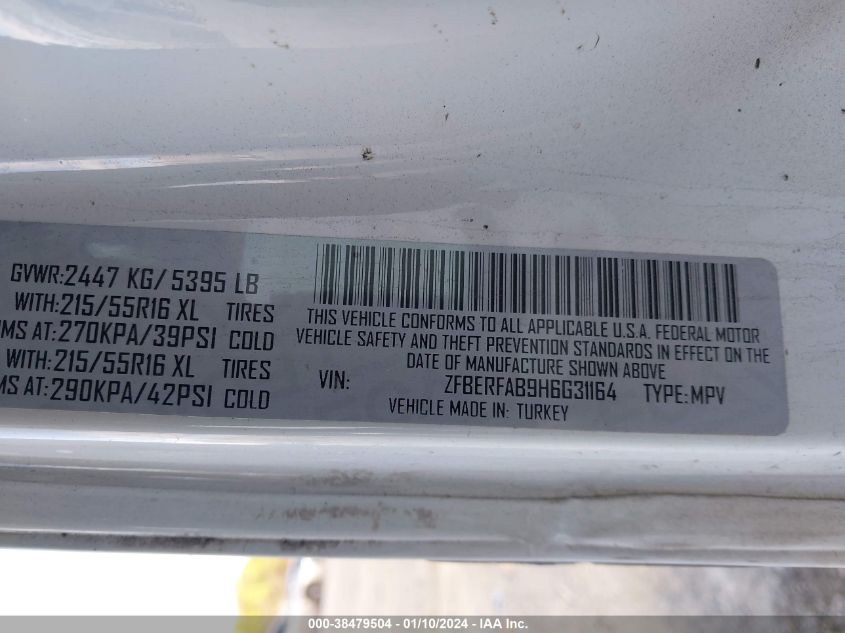 GVWR:2447 KG/ 5395 LB
WITH:215/55R16 XL TIRES
MS AT:270KPA/39PSI COLD
WITH:215/55R16 XL TIRES
MS AT:290KPA/42PSI COLD
THIS VEHICLE CONFORMS TO ALL APPLICABLE U.S.A. FEDERAL MOTOR
VEHICLE SAFETY AND THEFT PREVENTION STANDARDS IN EFFECT ON THE
DATE OF MANUFACTURE SHOWN ABOVE
VIN: ZFBERFAB9H6G31164 TYPE:MPV
VEHICLE MADE IN: TURKEY
000-38479504 - 01/10/2024 - IAA Inc.